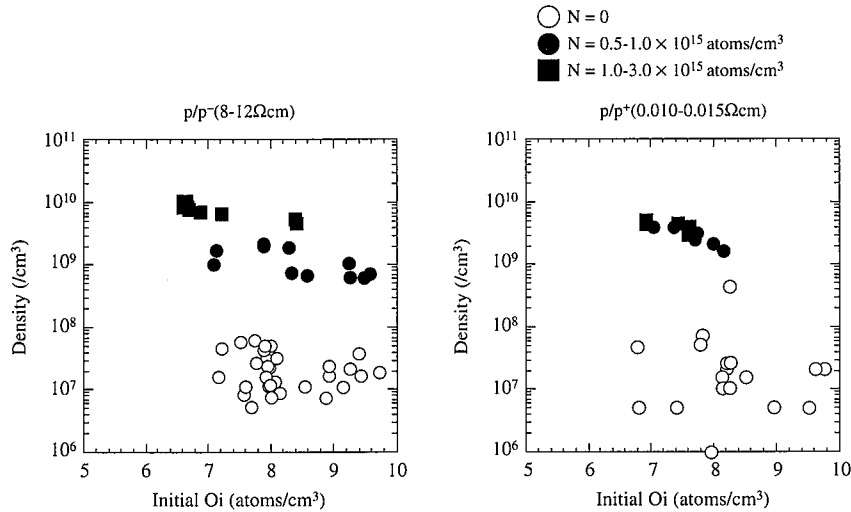 N = 0
N = 0.5-1.0 × 10¹⁵ atoms/cm³
N = 1.0-3.0 × 10¹⁵ atoms/cm³
p/p⁻(8-12Ωcm)
p/p⁺(0.010-0.015Ωcm)
10¹¹
10¹⁰
10⁹
10⁸
10⁷
10⁶
Density (/cm³)
5 6 7 8 9 10
Initial Oi (atoms/cm³)
10¹¹
10¹⁰
10⁹
10⁸
10⁷
10⁶
Density (/cm³)
5 6 7 8 9 10
Initial Oi (atoms/cm³)